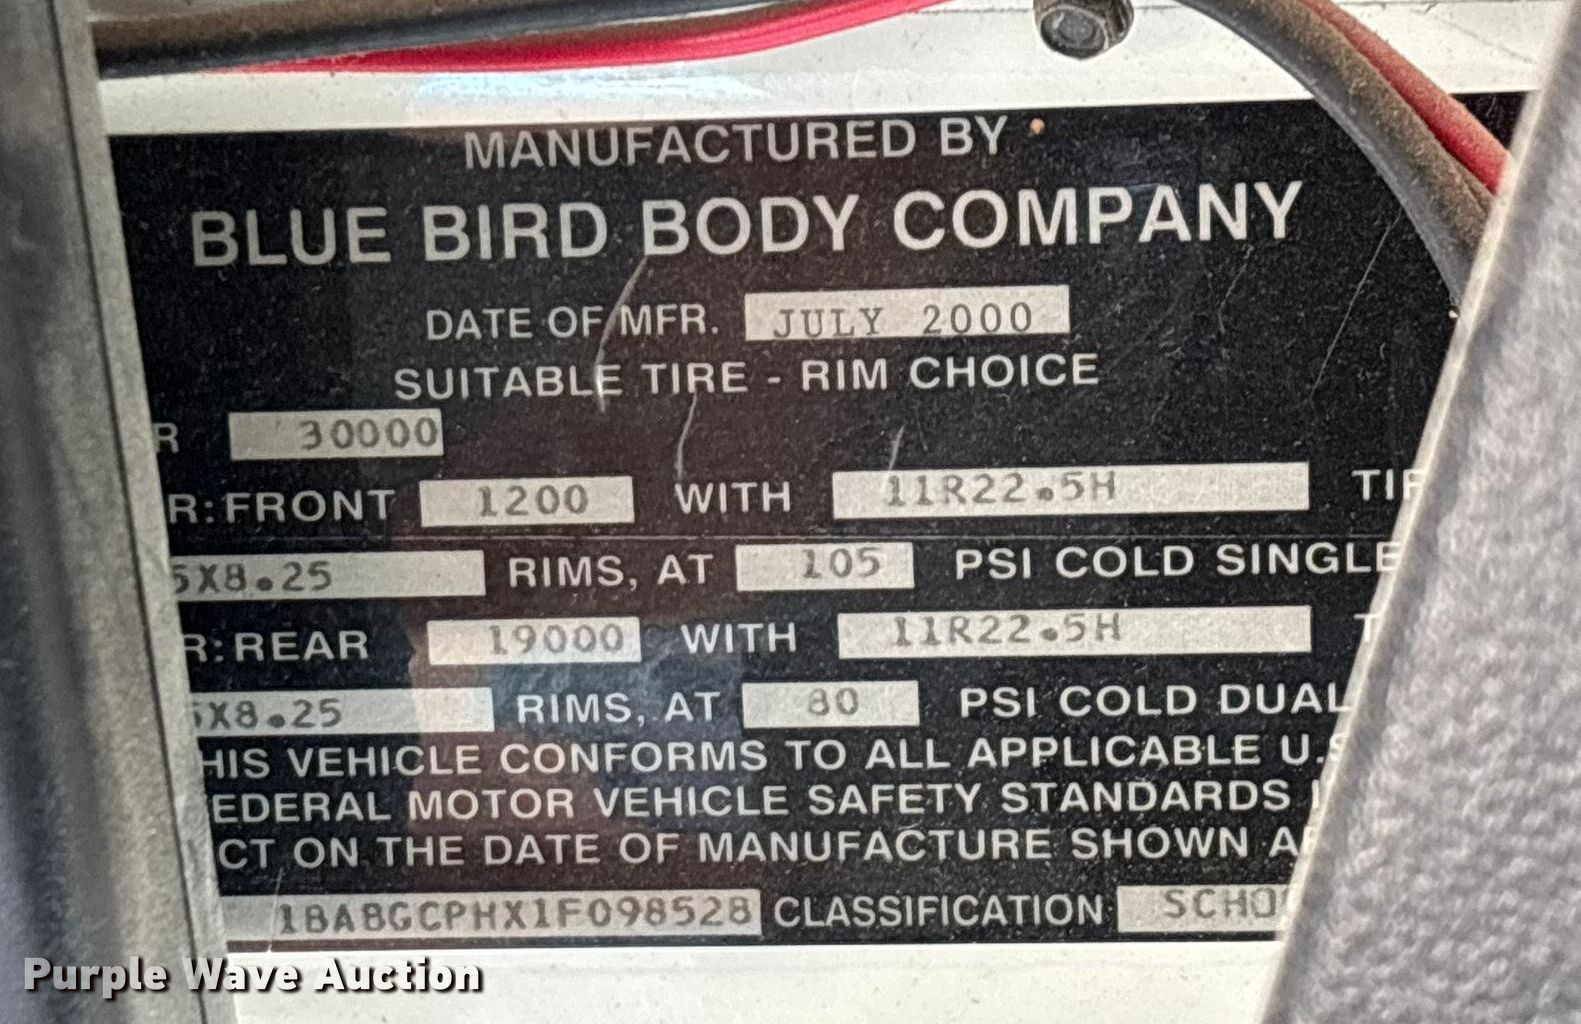 MANUFACTURED BY
BLUE BIRD BODY COMPANY
DATE OF MFR. JULY 2000
SUITABLE TIRE - RIM CHOICE
R 30000
R:FRONT 1200 WITH 11R22.5H TI
5X8.25 RIMS, AT 105 PSI COLD SINGLE
R:REAR 19000 WITH 11R22.5H T
5X8.25 RIMS, AT 80 PSI COLD DUAL
HIS VEHICLE CONFORMS TO ALL APPLICABLE U.S
EDERAL MOTOR VEHICLE SAFETY STANDARDS I
CT ON THE DATE OF MANUFACTURE SHOWN A
1BABGCPHX1F098528 CLASSIFICATION SCHO
Purple Wave Auction